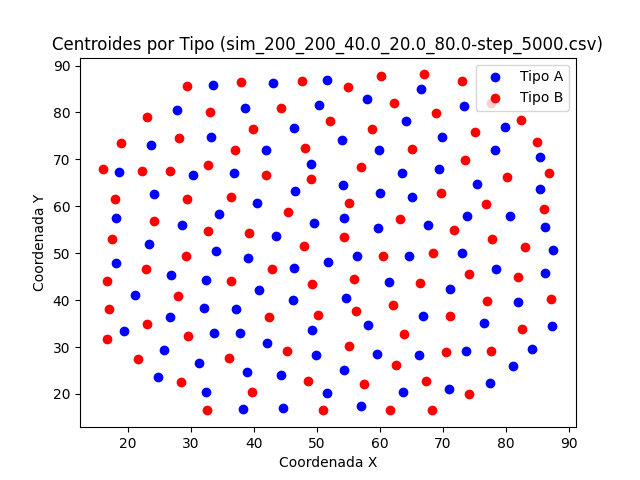 Centroides por Tipo (sim_200_200_40.0_20.0_80.0-step_5000.csv)
Tipo A
Tipo B
90
80
70
60
50
40
30
20
Coordenada Y
20 30 40 50 60 70 80 90
Coordenada X